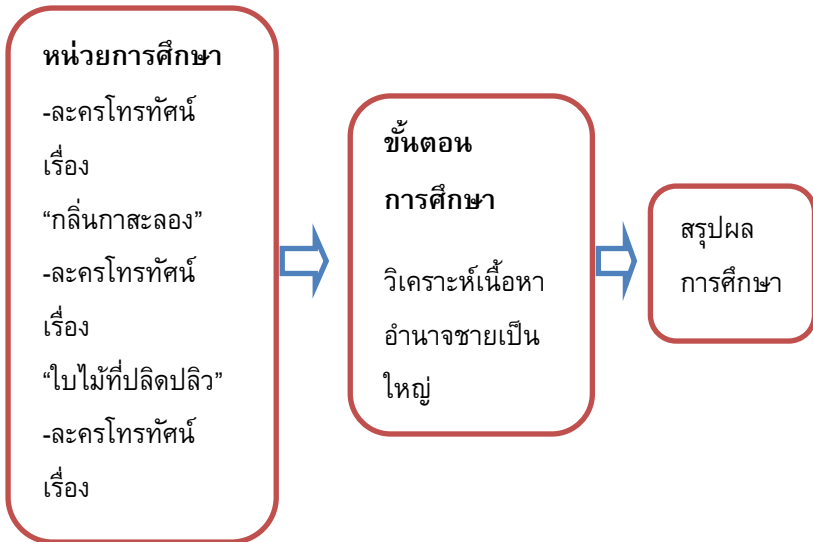 หน่วยการศึกษา
-ละครโทรทัศน์
เรื่อง
“กลิ่นกาสะลอง”
-ละครโทรทัศน์
เรื่อง
“ใบไม้ที่ปลิดปลิว”
-ละครโทรทัศน์
เรื่อง
ขั้นตอน
การศึกษา
วิเคราะห์เนื้อหา
อำนาจชายเป็น
ใหญ่
สรุปผล
การศึกษา